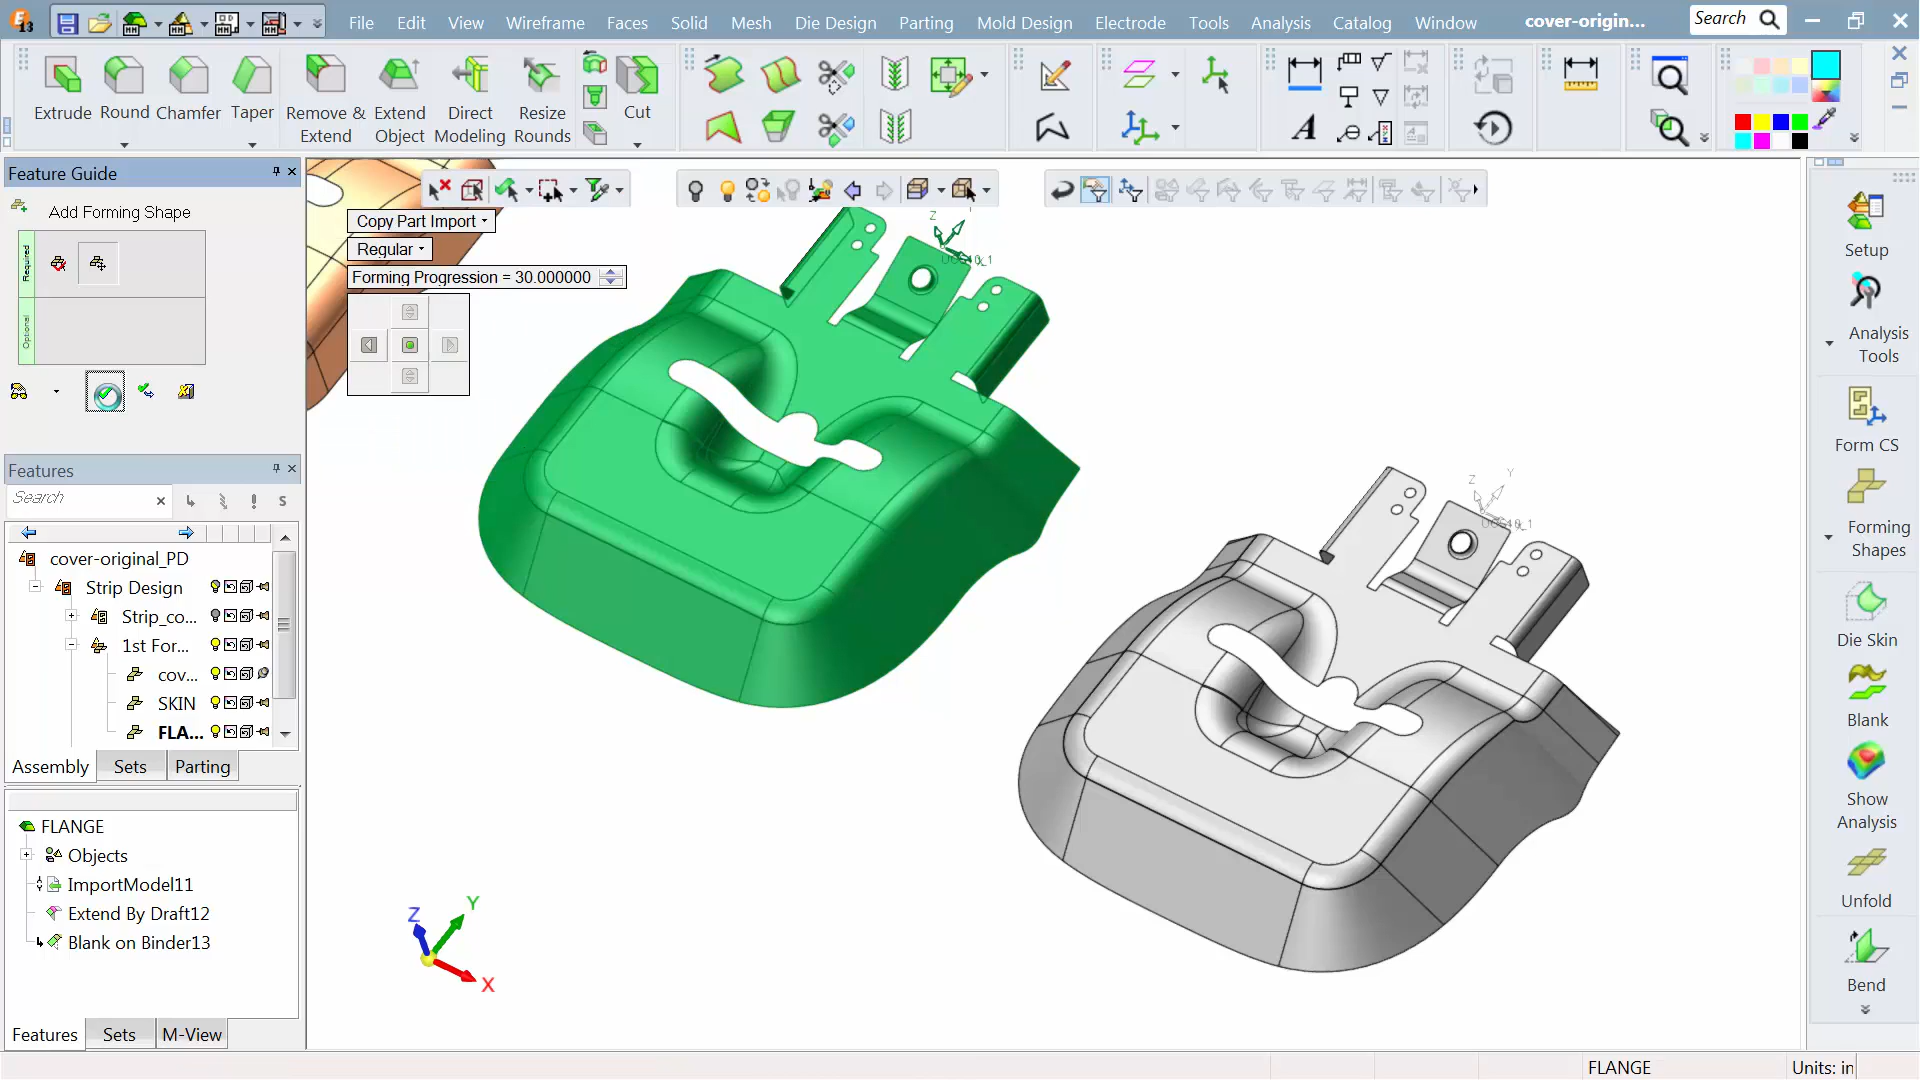 File Edit View Wireframe Faces Solid Mesh Die Design Parting Mold Design Electrode Tools Analysis Catalog Window cover-origin... Search
Extrude Round Chamfer Taper Remove & Extend Extend Object Direct Modeling Resize Rounds Cut
Feature Guide
Add Forming Shape
Required
Optional
Copy Part Import
Regular
Forming Progression = 30.000000
Features
Search
S
cover-original_PD
Strip Design
Strip_co...
1st For...
cov...
SKIN
FLA...
Assembly Sets Parting
FLANGE
Objects
ImportModel11
Extend By Draft12
Blank on Binder13
Features Sets M-View
Z
Z Y
Z Y X
Setup
Analysis Tools
Form CS
Forming Shapes
Die Skin
Blank
Show Analysis
Unfold
Bend
FLANGE Units: in